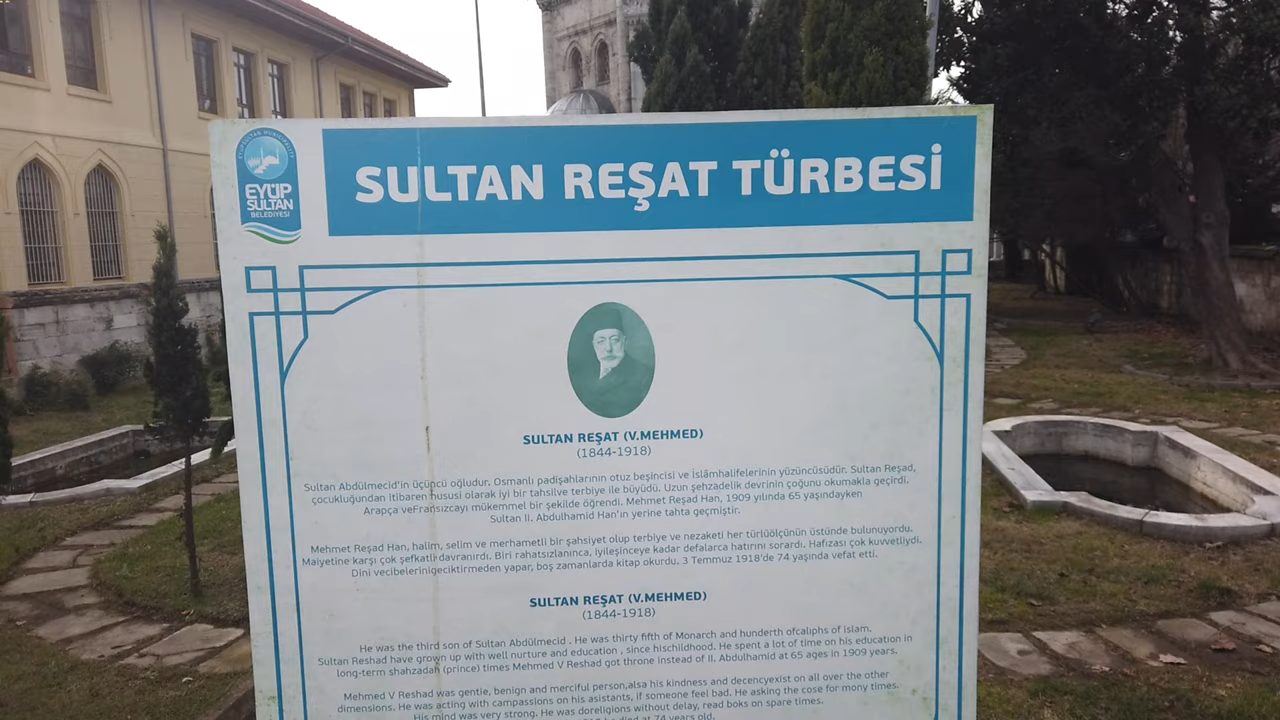 EYÜPSULTAN MUNICIPALITY
EYÜP
SULTAN
BELEDİYESİ
SULTAN REŞAT TÜRBESİ
SULTAN REŞAT (V.MEHMED)
(1844-1918)
Sultan Abdülmecid'in üçüncü oğludur. Osmanlı padişahlarının otuz beşincisi ve islâmhalifelerinin yüzüncüsüdür. Sultan Reşad,
çocukluğundan itibaren hususi olarak iyi bir tahsilve terbiye ile büyüdü. Uzun şehzadelik devrinin çoğunu okumakla geçirdi.
Arapça veFransızcayı mükemmel bir şekilde öğrendi. Mehmet Reşad Han, 1909 yılında 65 yaşındayken
Sultan II. Abdulhamid Han'ın yerine tahta geçmiştir.
Mehmet Reşad Han, halim, selim ve merhametli bir şahsiyet olup terbiye ve nezaketi her türlüölçünün üstünde bulunuyordu.
Maiyetine karşı çok şefkatli davranırdı. Biri rahatsızlanınca, iyileşinceye kadar defalarca hatırını sorardı. Hafızası çok kuvvetliydi.
Dini vecibelerinigeciktirmeden yapar, boş zamanlarda kitap okurdu. 3 Temmuz 1918'de 74 yaşında vefat etti.
SULTAN REŞAT (V.MEHMED)
(1844-1918)
He was the third son of Sultan Abdülmecid . He was thirty fifth of Monarch and hunderth ofcaliphs of islam.
Sultan Reshad have grown up with well nurture and education , since hischildhood. He spent a lot of time on his education in
long-term shahzadah (prince) times Mehmed V Reshad got throne instead of II. Abdulhamid at 65 ages in 1909 years.
Mehmed V Reshad was gentle, benign and merciful person,alsa his kindness and decencyexist on all over the other
dimensions. He was acting with campassions on his asistants, if someone feel bad. He asking the cose for mony times.
His mind was very strong. He was doreligions without delay, read boks on spare times.
he died at 74 years old.